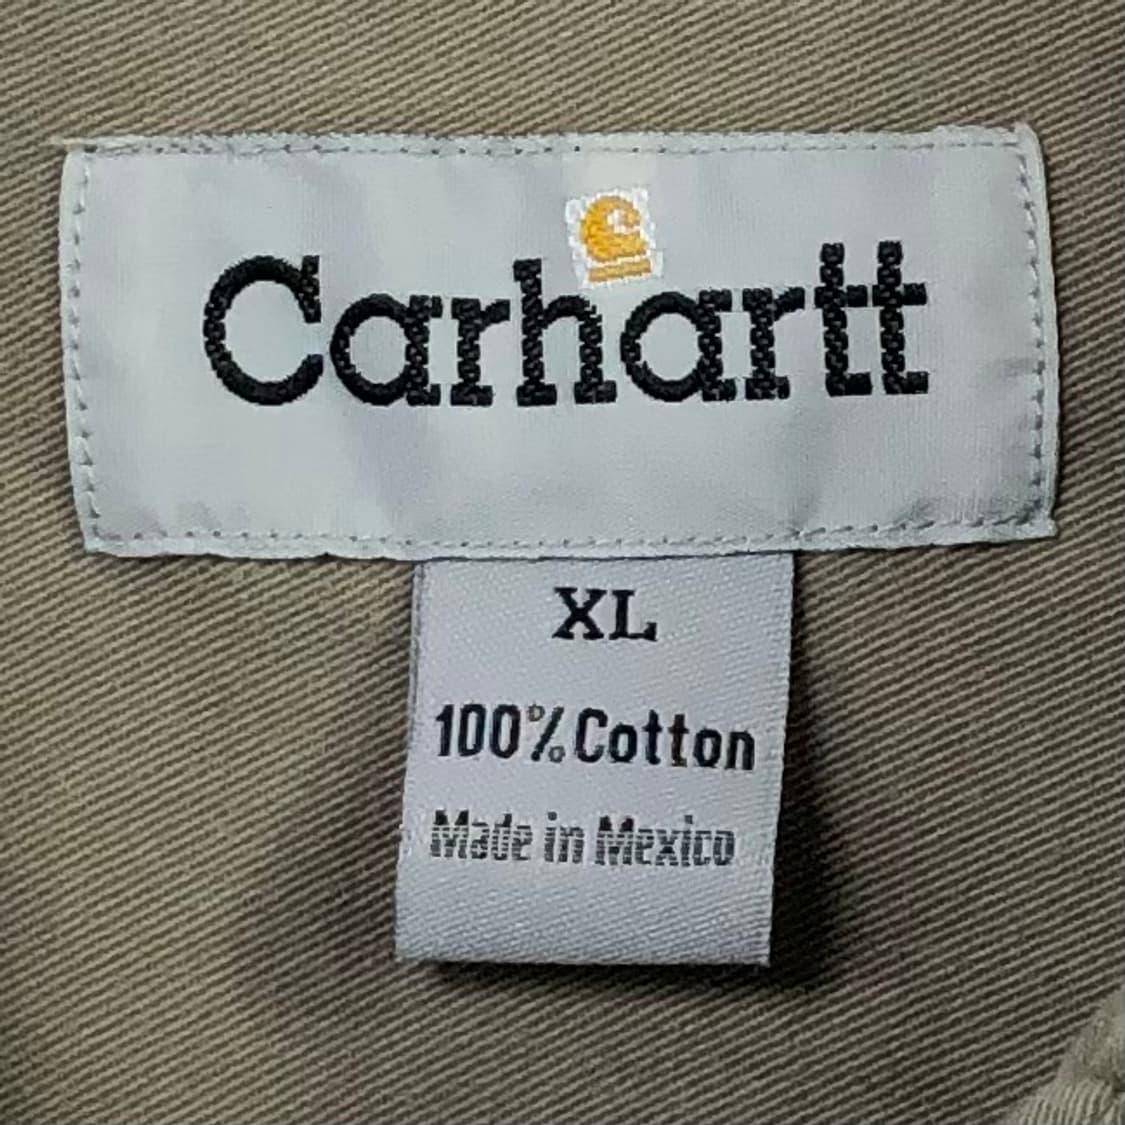 Carhartt
XL
100% Cotton
Made in Mexico